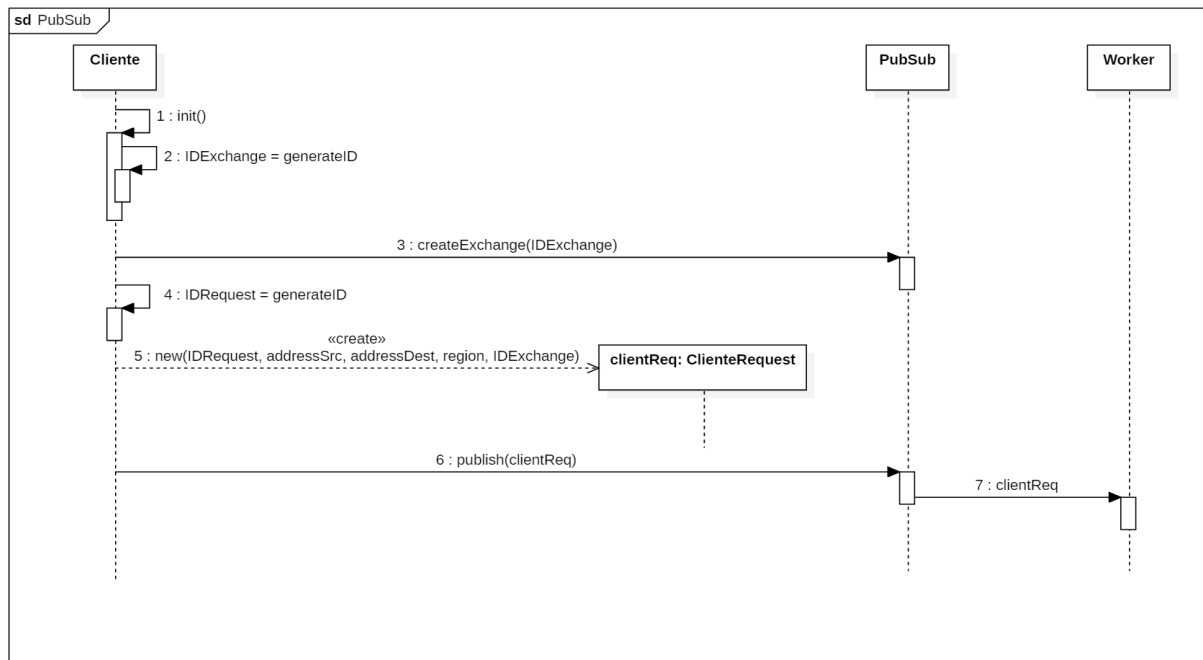 sd PubSub
Cliente
PubSub
Worker
1 : init()
2 : IDExchange = generateID
3 : createExchange(IDExchange)
4 : IDRequest = generateID
«create»
5 : new(IDRequest, addressSrc, addressDest, region, IDExchange)
clientReq: ClienteRequest
6 : publish(clientReq)
7 : clientReq